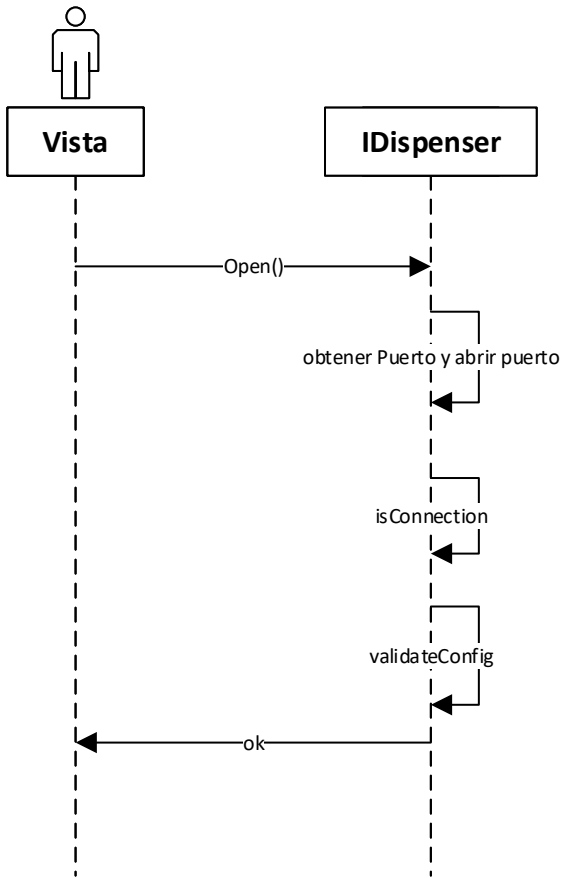 Vista
IDispenser
Open()
obtener Puerto y abrir puerto
isConnection
validateConfig
ok